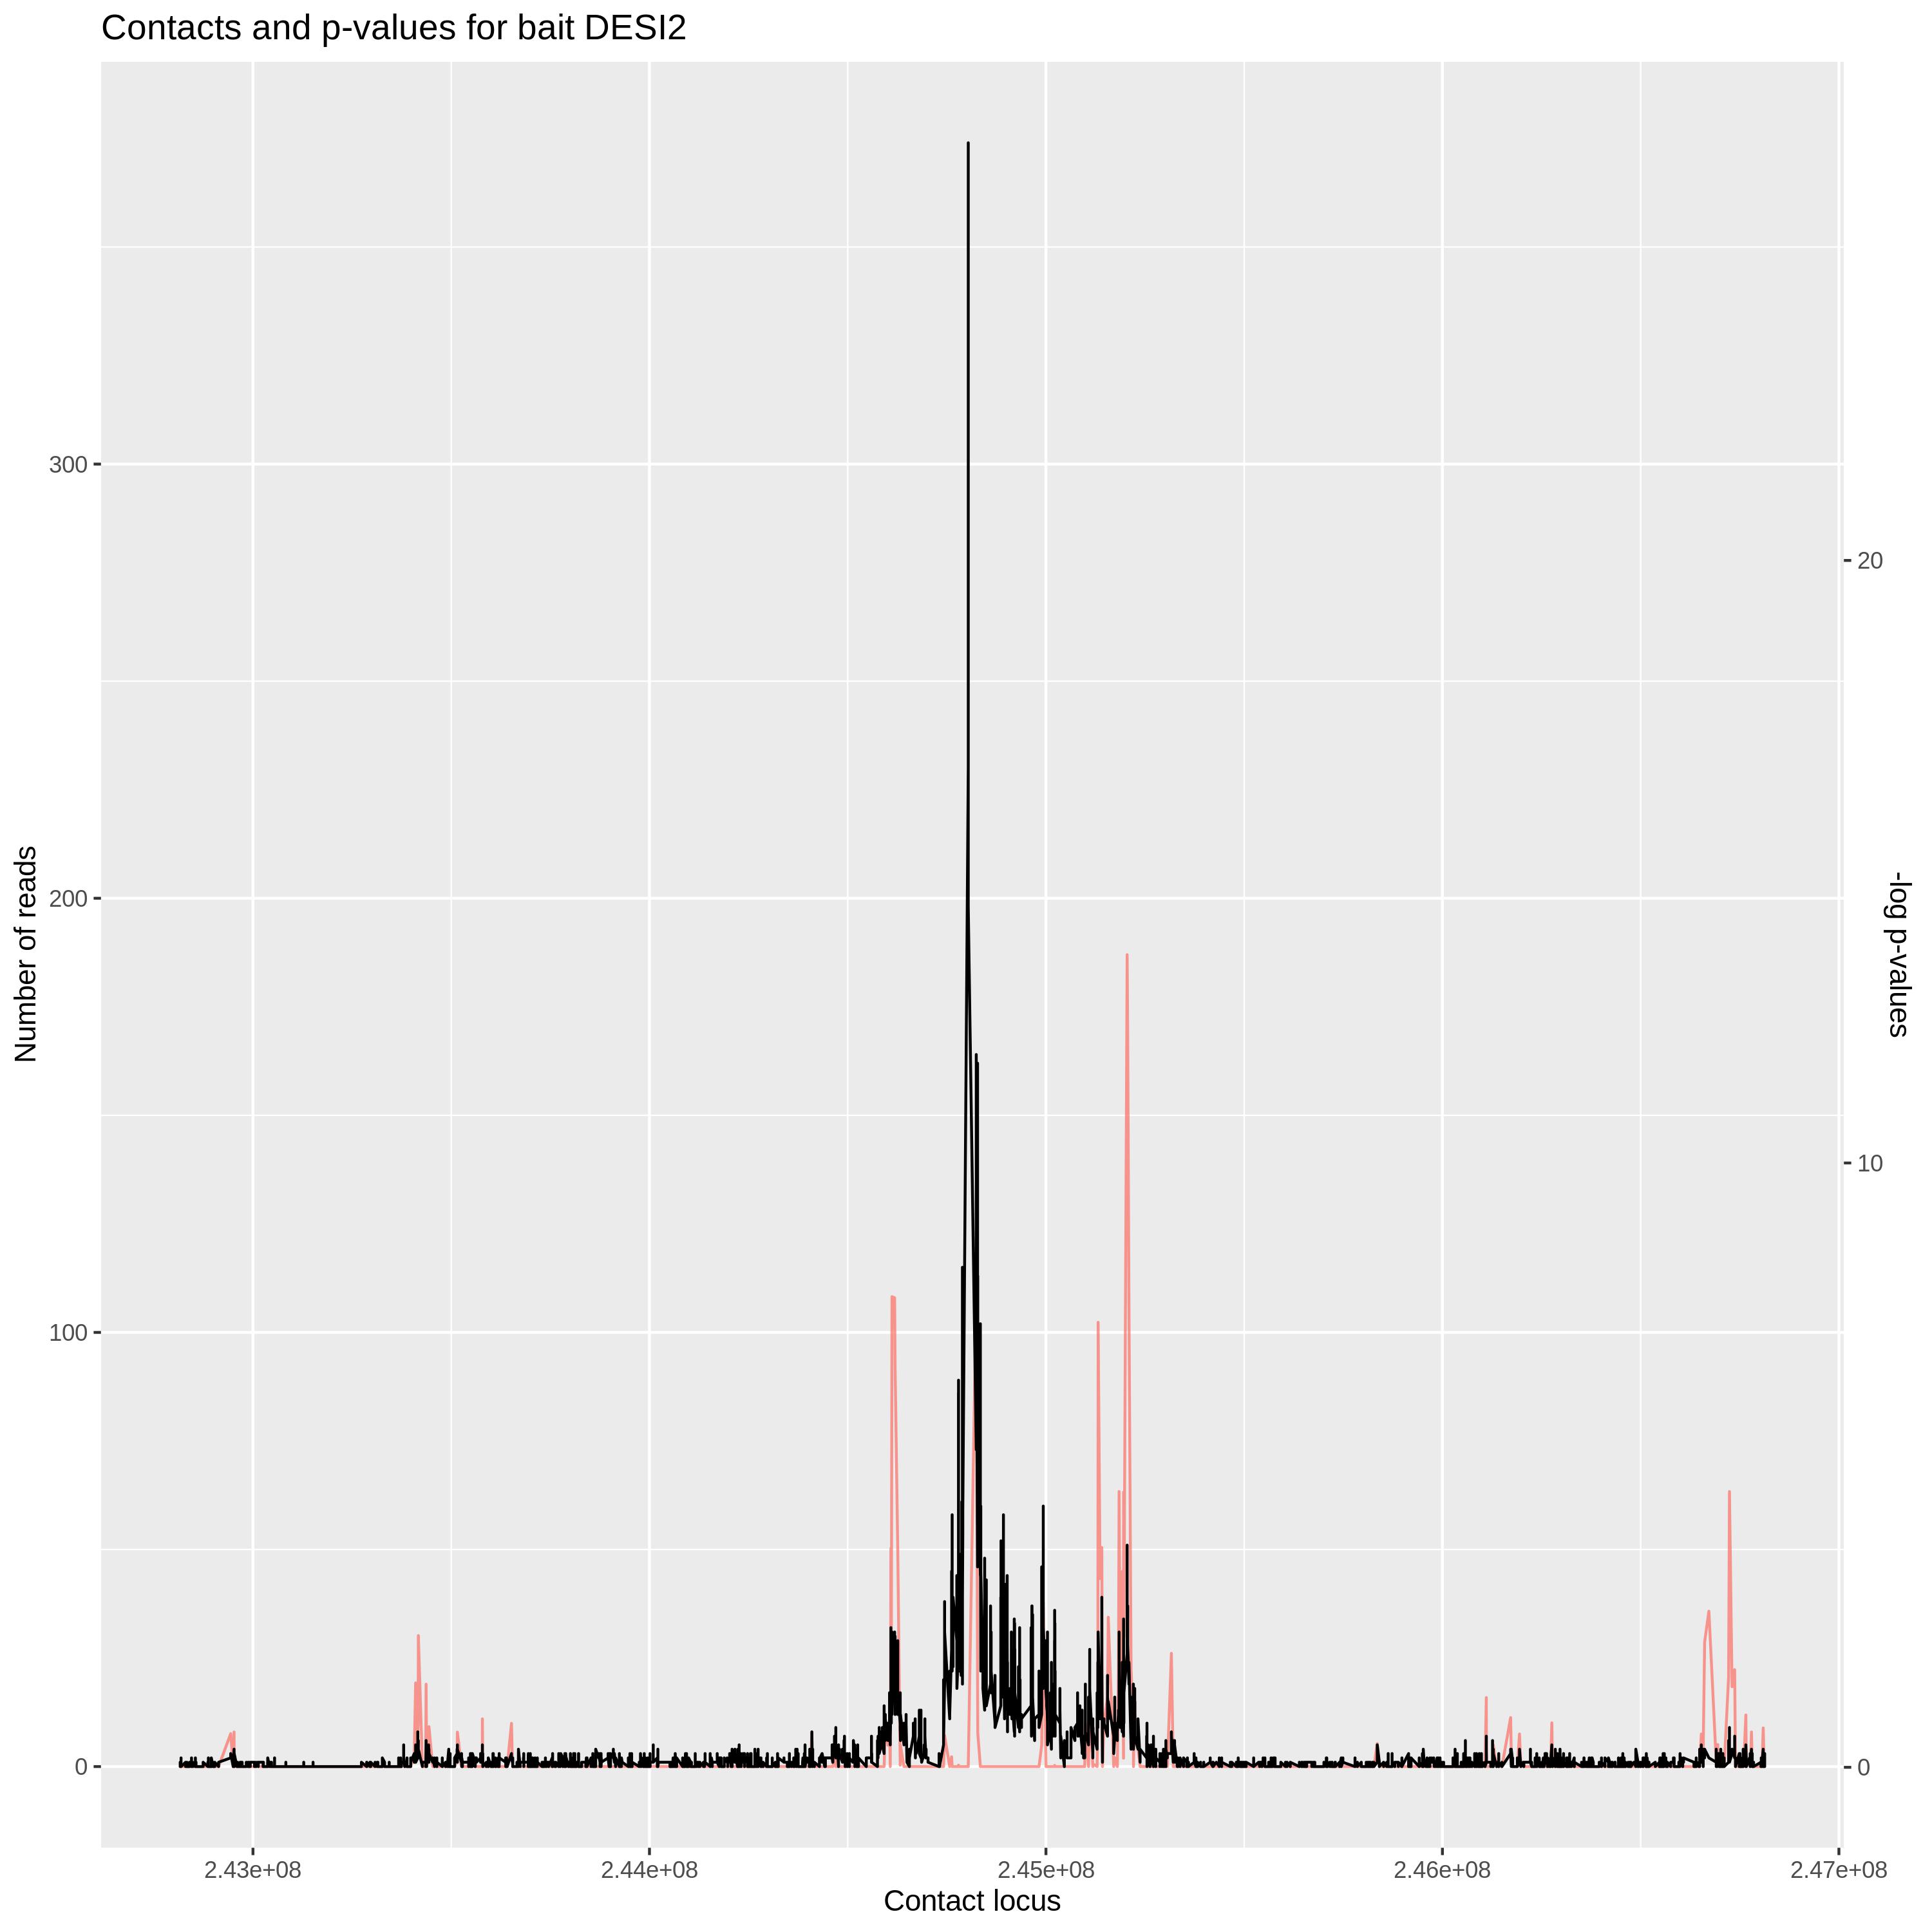 Contacts and p-values for bait DESI2
Number of reads
300
200
100
0
20
10
0
-log p-values
2.43e+08
2.44e+08
2.45e+08
2.46e+08
2.47e+08
Contact locus